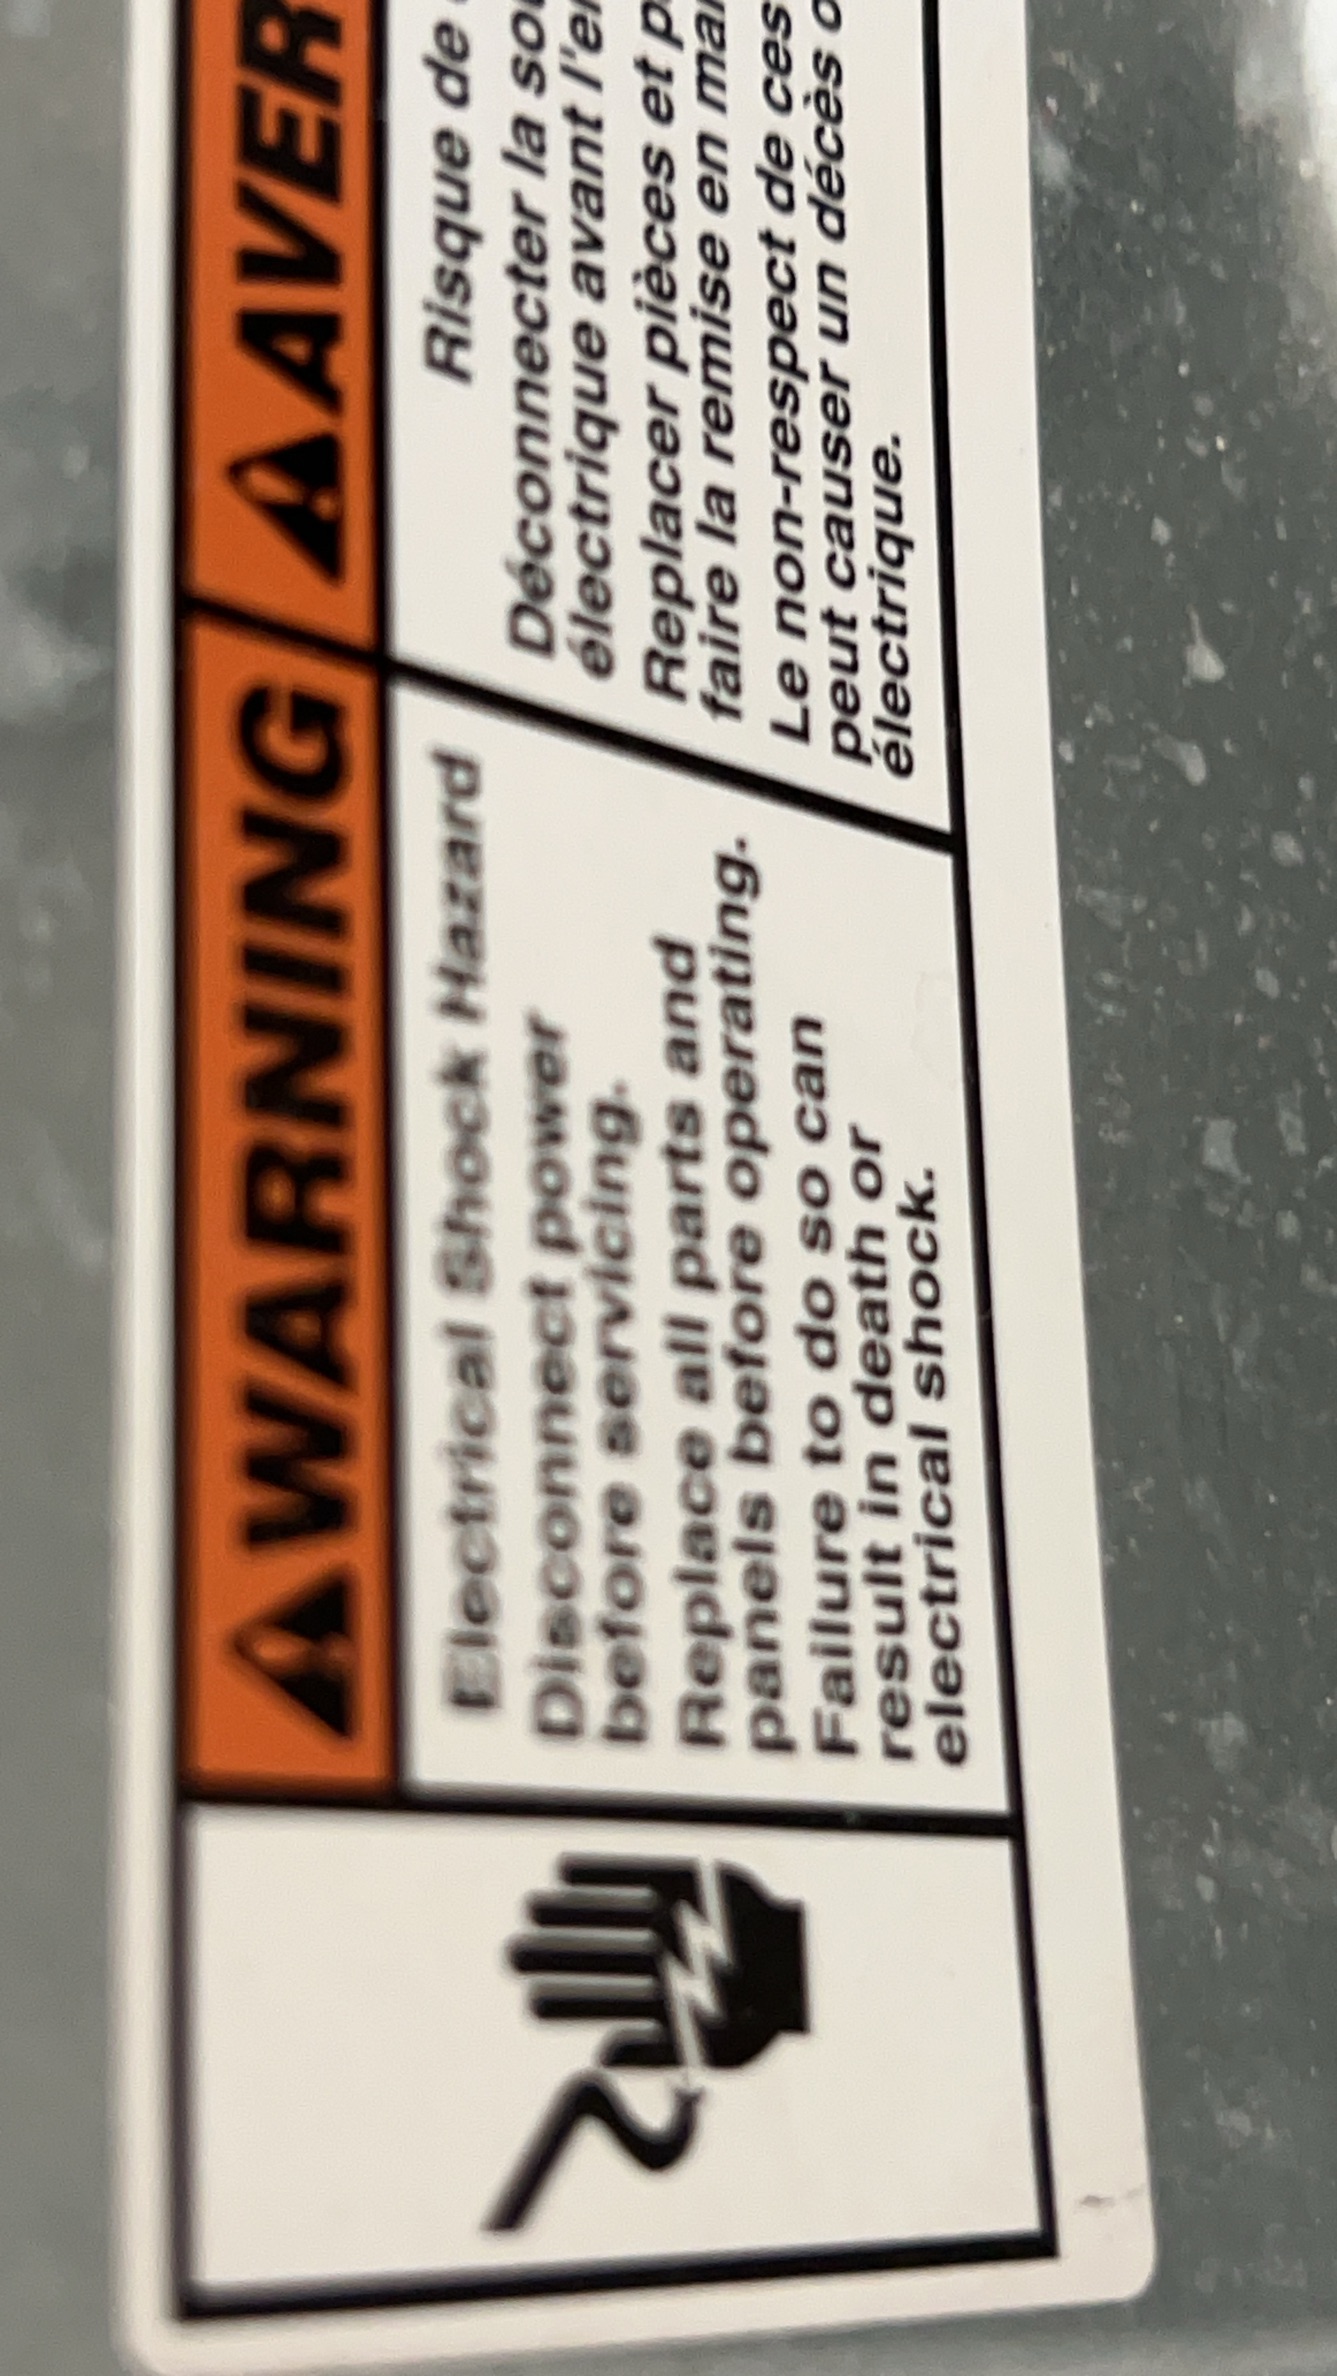 WARNING
Electrical Shock Hazard
Disconnect power
before servicing.
Replace all parts and
panels before operating.
Failure to do so can
result in death or
electrical shock.
AVER
Risque de
Déconnecter la
électrique avant
Replacer pièces et
faire la remise en
Le non-respect de ces
peut causer un décès
électrique.